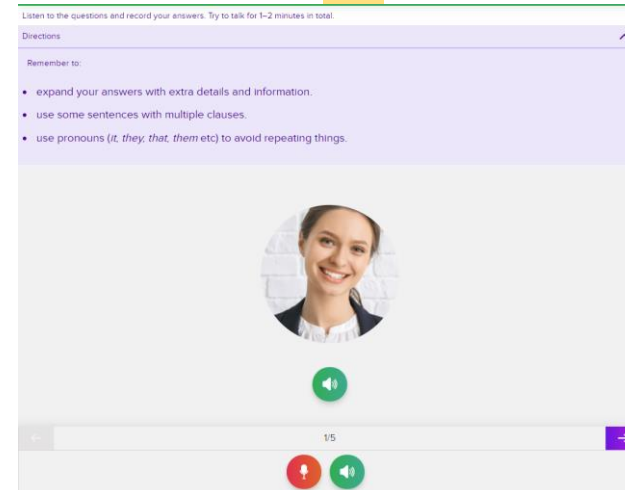 Listen to the questions and record your answers. Try to talk for 1–2 minutes in total.
Directions
Remember to:
• expand your answers with extra details and information.
• use some sentences with multiple clauses.
• use pronouns (it, they, that, them etc) to avoid repeating things.
1/5